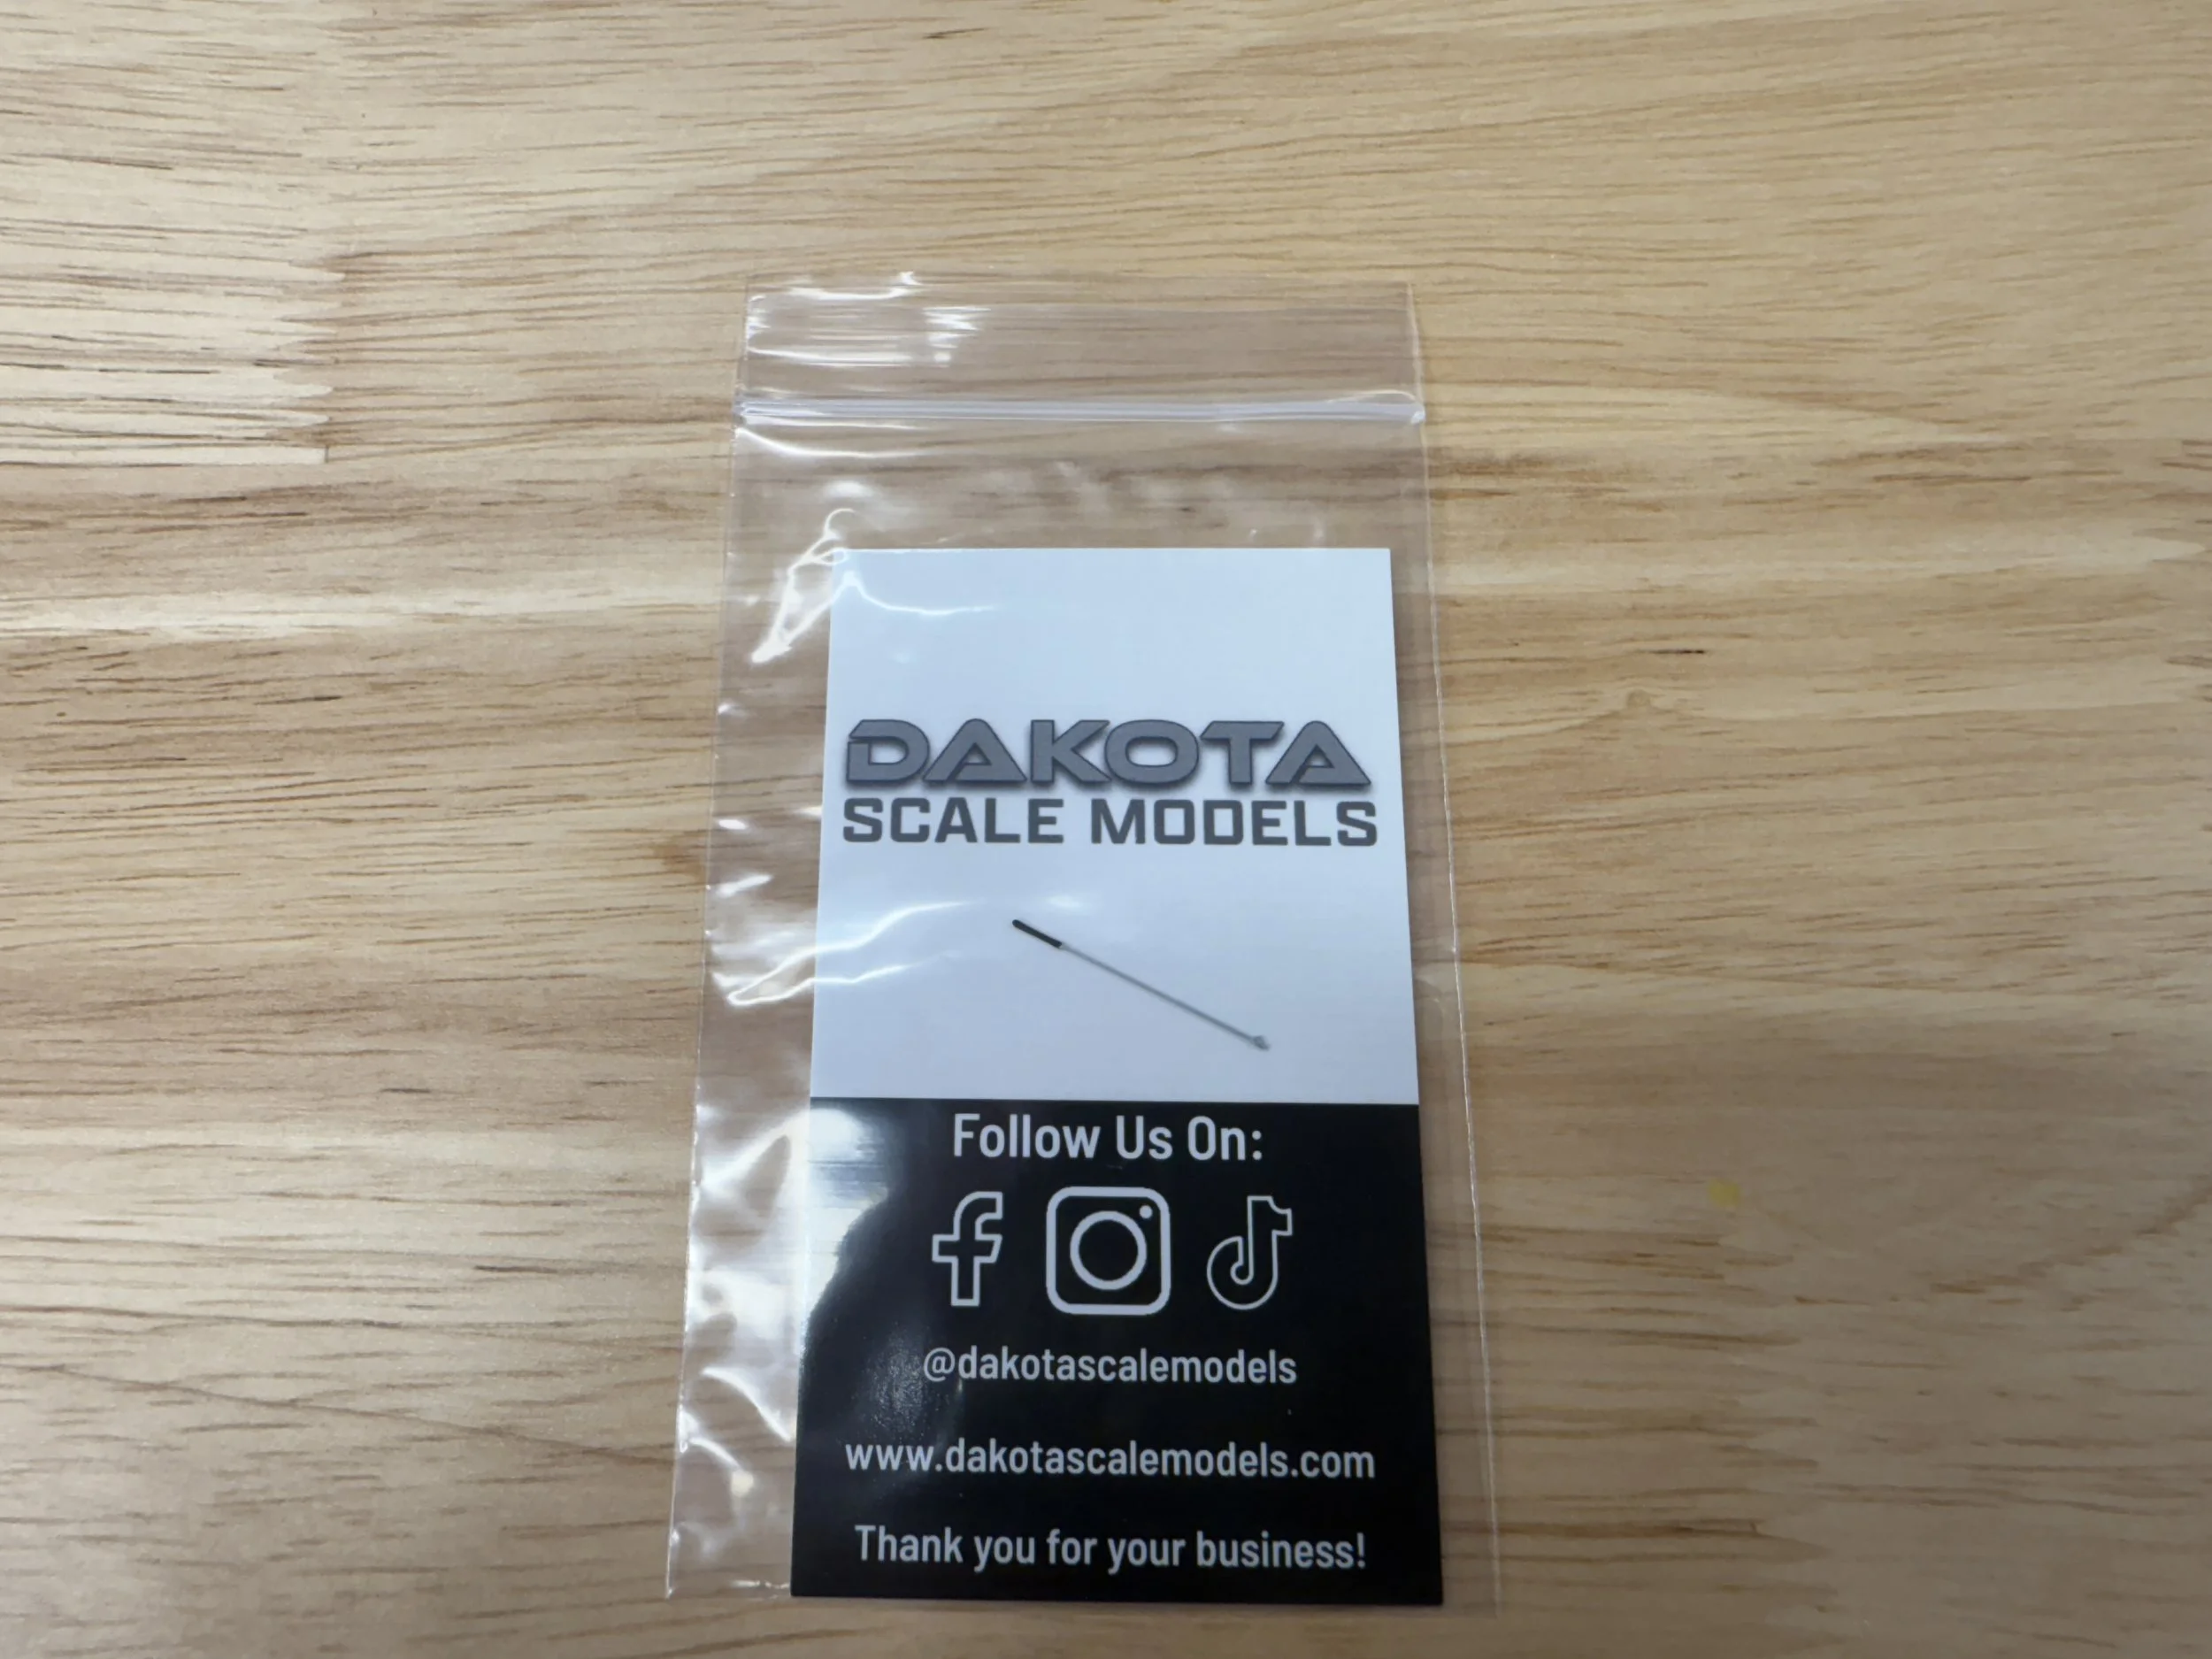 DAKOTA
SCALE MODELS
Follow Us On:
@dakotascalemodels
www.dakotascalemodels.com
Thank you for your business!